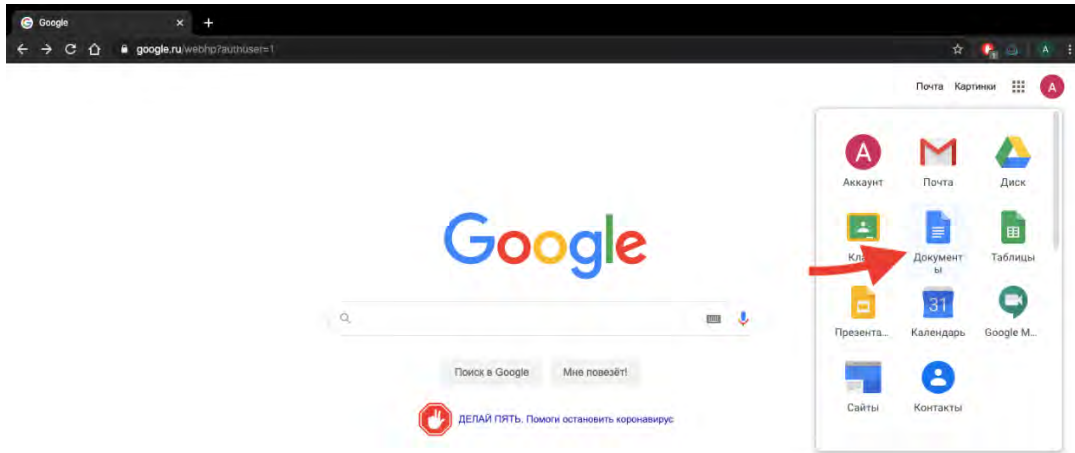 Google
google.ru/webhp?authuser=1
A
Почта Картинки
A
A
Аккаунт Почта Диск
Google
Документ
ы
Таблицы
31
Презента... Календарь Google M...
Поиск в Google Мне повезёт!
Сайты Контакты
ДЕЛАЙ ПЯТЬ. Помоги остановить коронавирус